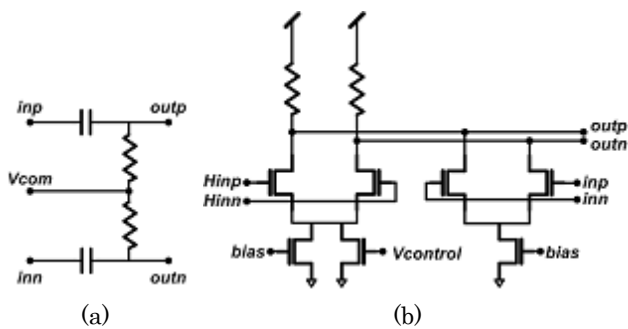 inp
outp
Vcom
inn
outn
(a)
outp
outn
Hinp
Hinn
inp
inn
bias
Vcontrol
bias
(b)